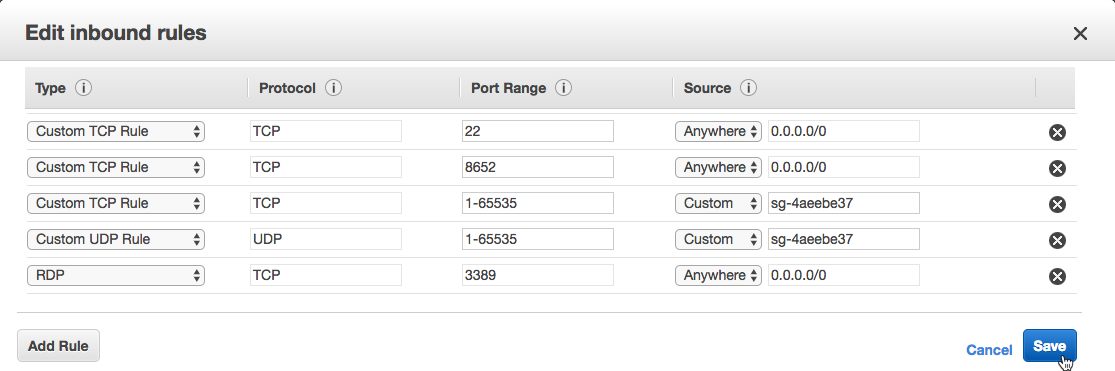 Edit inbound rules
Type Protocol Port Range Source
Custom TCP Rule TCP 22 Anywhere 0.0.0.0/0
Custom TCP Rule TCP 8652 Anywhere 0.0.0.0/0
Custom TCP Rule TCP 1-65535 Custom sg-4aeebe37
Custom UDP Rule UDP 1-65535 Custom sg-4aeebe37
RDP TCP 3389 Anywhere 0.0.0.0/0
Add Rule Cancel Save